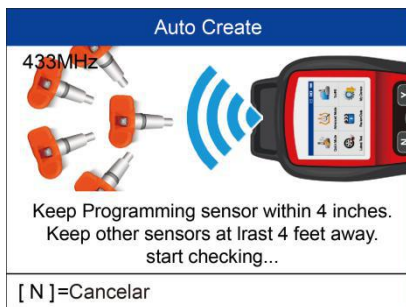 Auto Create
433MHz
Keep Programming sensor within 4 inches.
Keep other sensors at lrast 4 feet away.
start checking...
[ N ]=Cancelar